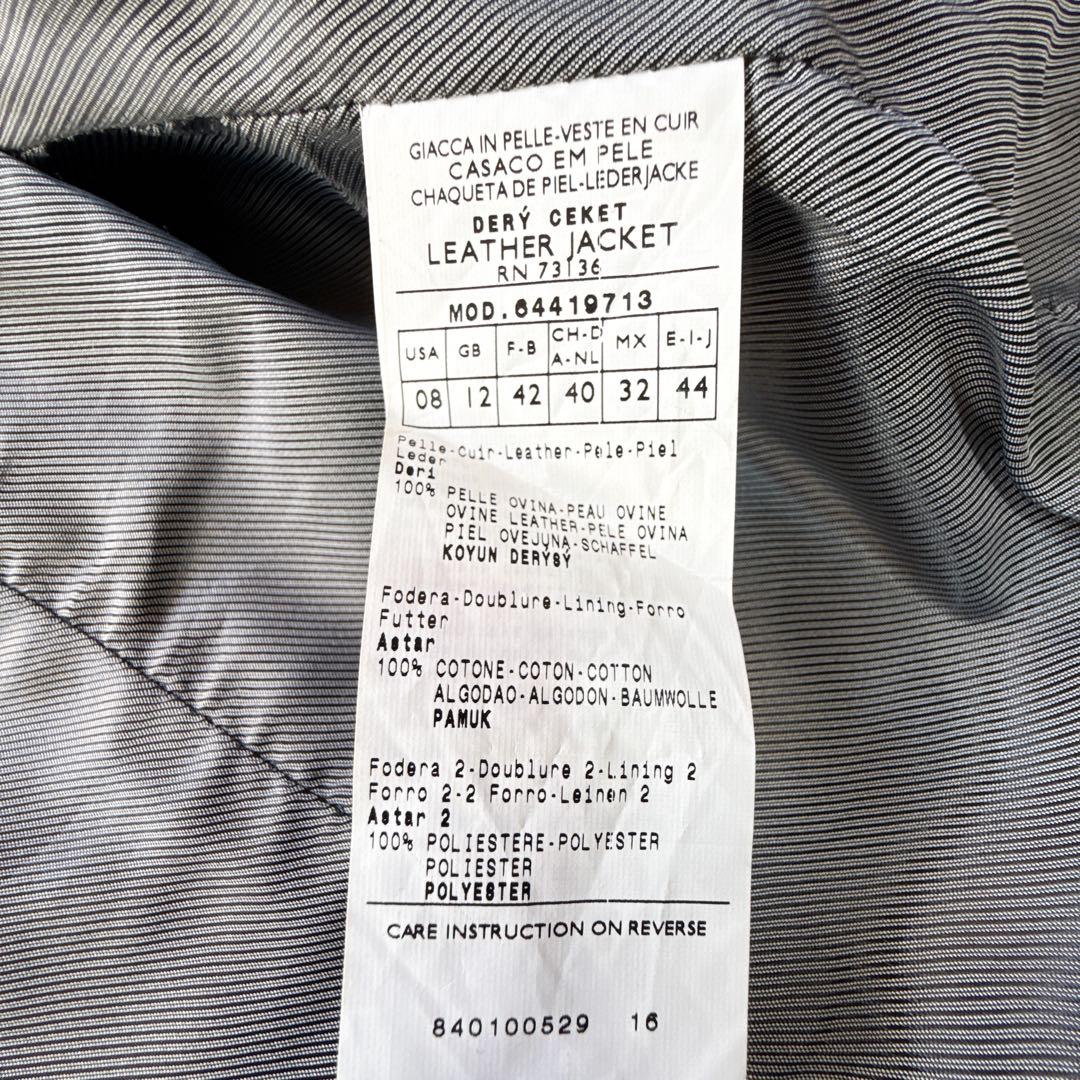 GIACCA IN PELLE-VESTE EN CUIR
CASACO EM PELE
CHAQUETA DE PIEL-LEDERJACKE
DERÝ CEKET
LEATHER JACKET
RN 73136
MOD.64419713
USA GB F-B CH-D A-NL MX E-I-J
08 12 42 40 32 44
Pelle-Cuir-Leather-Pele-Piel
Leder
Deri
100% PELLE OVINA-PEAU OVINE
OVINE LEATHER-PELE OVINA
PIEL OVEJUNA-SCHAFFEL
KOYUN DERYSÝ
Fodera-Doublure-Lining-Forro
Futter
Astar
100% COTONE-COTON-COTTON
ALGODAO-ALGODON-BAUMWOLLE
PAMUK
Fodera 2-Doublure 2-Lining 2
Forro 2-2 Forro-Leinen 2
Astar 2
100% POLIESTERE-POLYESTER
POLIESTER
POLYESTER
CARE INSTRUCTION ON REVERSE
840100529 16